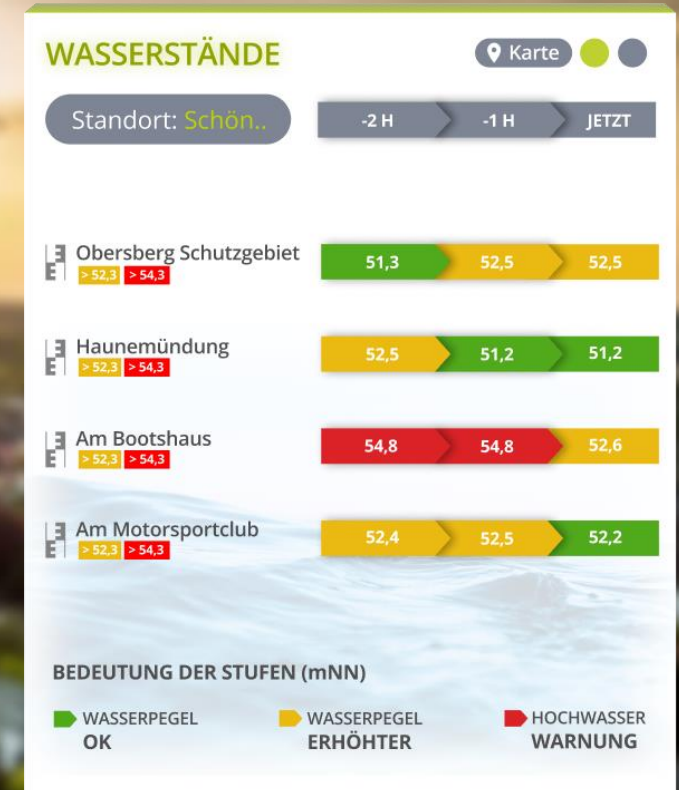 WASSERSTÄNDE
Karte
Standort: Schön..
-2 H -1 H JETZT
Obersberg Schutzgebiet
> 52,3 > 54,3
51,3 52,5 52,5
Haunemündung
> 52,3 > 54,3
52,5 51,2 51,2
Am Bootshaus
> 52,3 > 54,3
54,8 54,8 52,6
Am Motorsportclub
> 52,3 > 54,3
52,4 52,5 52,2
BEDEUTUNG DER STUFEN (mNN)
WASSERPEGEL
OK
WASSERPEGEL
ERHÖHTER
HOCHWASSER
WARNUNG